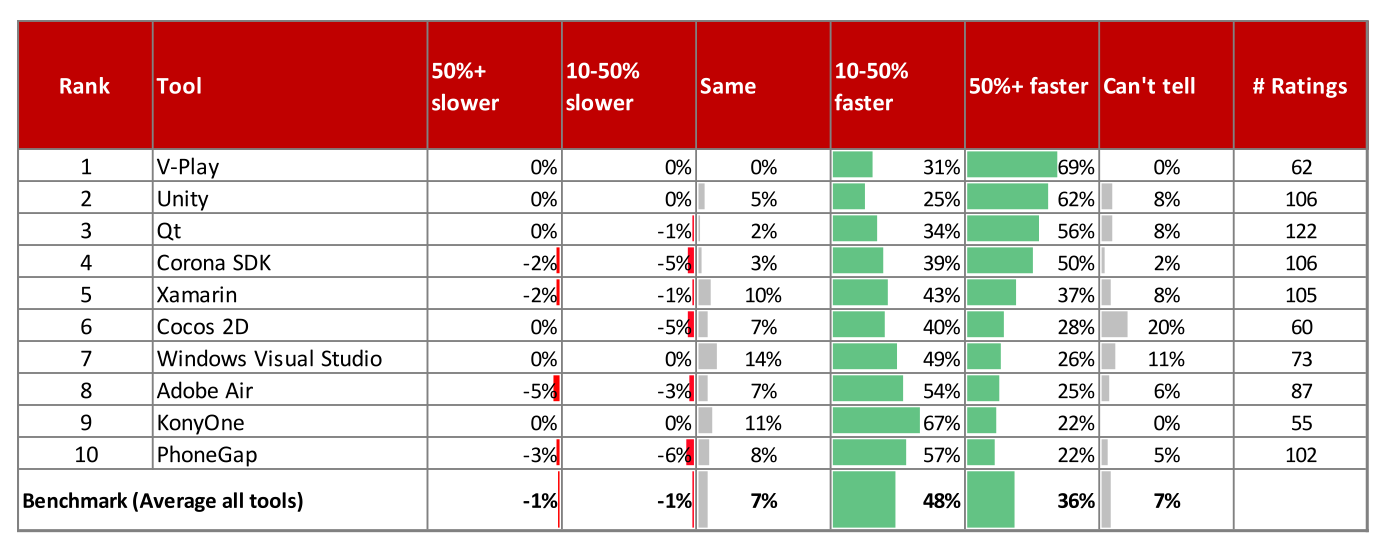 Rank Tool 50%+ slower 10-50% slower Same 10-50% faster 50%+ faster Can't tell # Ratings
1 V-Play 0% 0% 0% 31% 69% 0% 62
2 Unity 0% 0% 5% 25% 62% 8% 106
3 Qt 0% -1% 2% 34% 56% 8% 122
4 Corona SDK -2% -5% 3% 39% 50% 2% 106
5 Xamarin -2% -1% 10% 43% 37% 8% 105
6 Cocos 2D 0% -5% 7% 40% 28% 20% 60
7 Windows Visual Studio 0% 0% 14% 49% 26% 11% 73
8 Adobe Air -5% -3% 7% 54% 25% 6% 87
9 KonyOne 0% 0% 11% 67% 22% 0% 55
10 PhoneGap -3% -6% 8% 57% 22% 5% 102
Benchmark (Average all tools) -1% -1% 7% 48% 36% 7%